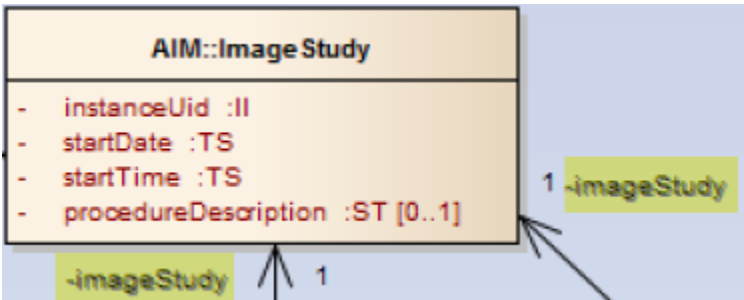 AIM::ImageStudy
- instanceUid :II
- startDate :TS
- startTime :TS
- procedureDescription :ST [0..1]
1 -imageStudy
-imageStudy 1